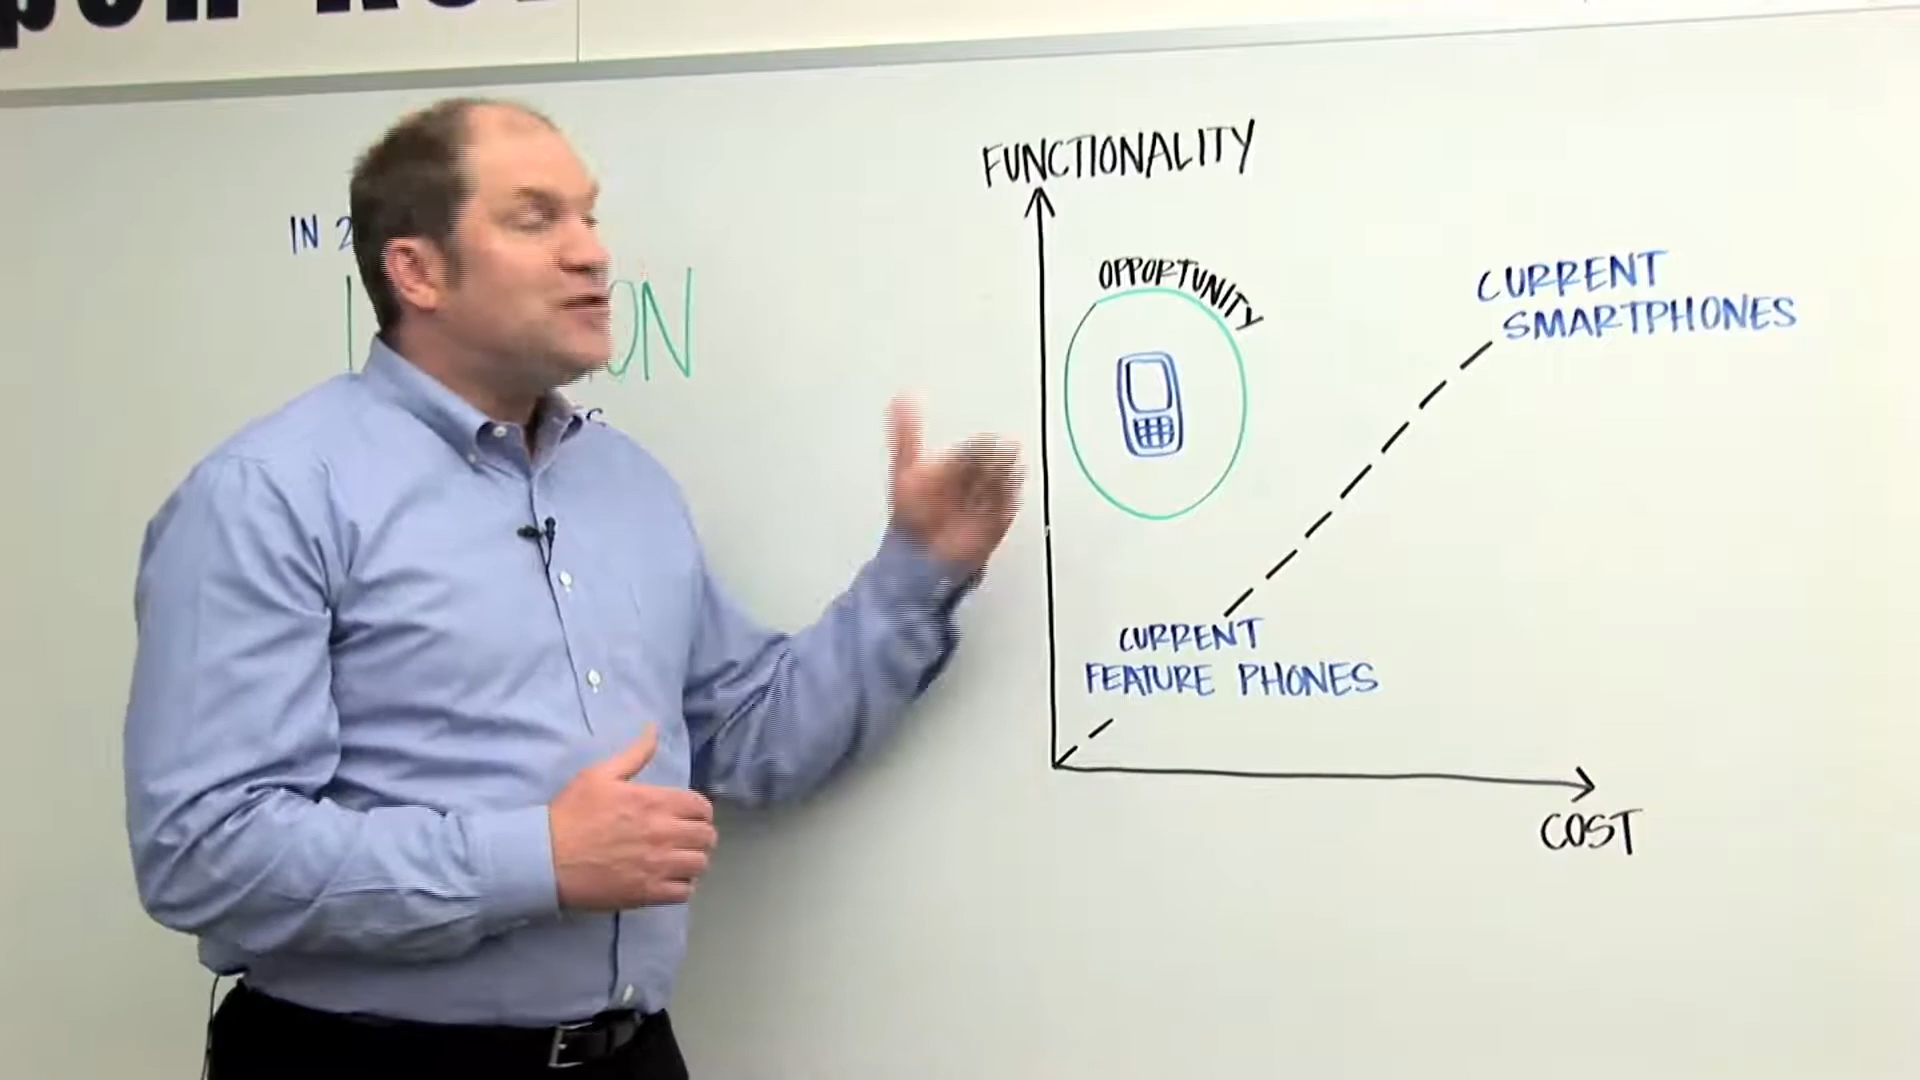 IN
FUNCTIONALITY
OPPORTUNITY
CURRENT
SMARTPHONES
CURRENT
FEATURE PHONES
COST